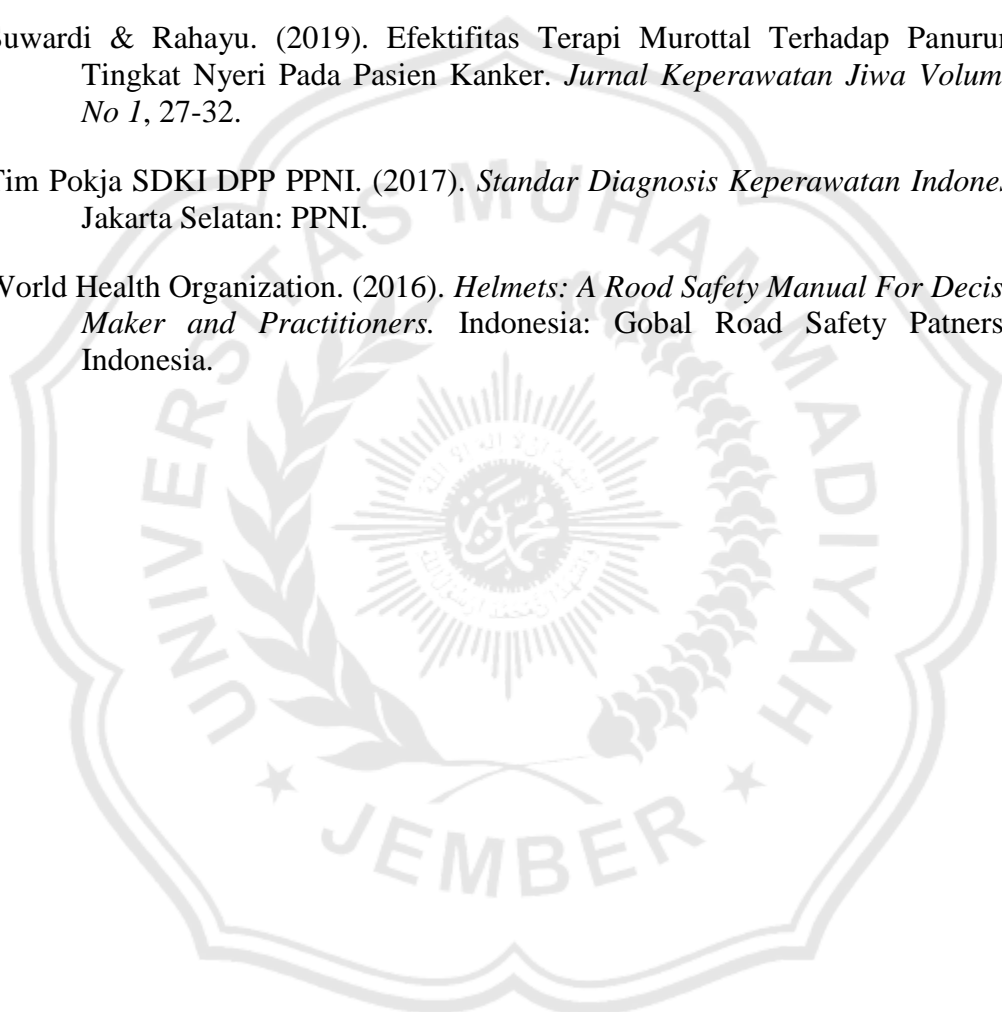 Suwardi & Rahayu. (2019). Efektifitas Terapi Murottal Terhadap Panurun
Tingkat Nyeri Pada Pasien Kanker. Jurnal Keperawatan Jiwa Volum
No 1, 27-32.
Tim Pokja SDKI DPP PPNI. (2017). Standar Diagnosis Keperawatan Indones
Jakarta Selatan: PPNI.
World Health Organization. (2016). Helmets: A Rood Safety Manual For Decis
Maker and Practitioners. Indonesia: Gobal Road Safety Patners
Indonesia.
UNIVERSITAS MUHAMMADIYAH
JEMBER